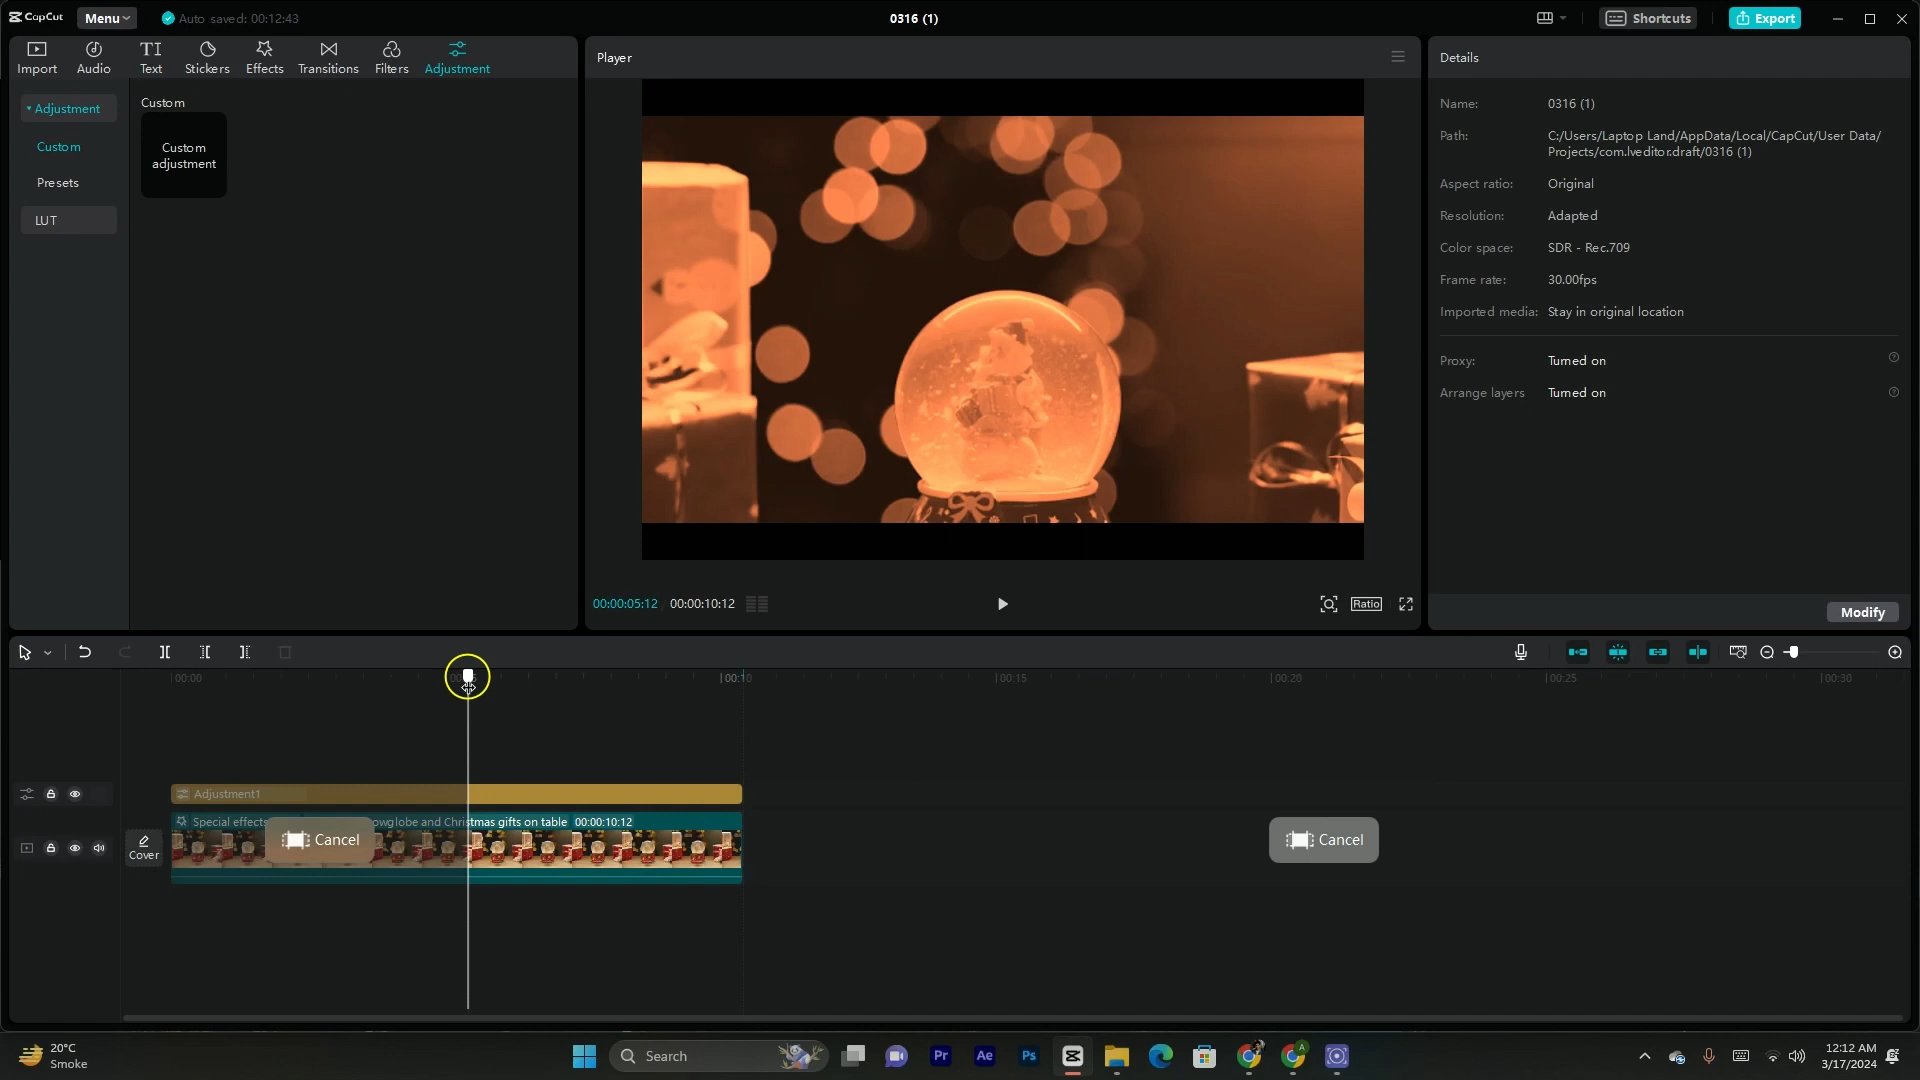 CapCut
Menu
Auto saved: 00:12:43
0316 (1)
Shortcuts
Export
Import
Audio
TI
Text
Stickers
Effects
Transitions
Filters
Adjustment
Adjustment
Custom
Presets
LUT
Custom
Custom
adjustment
Player
00:00:05:12
00:00:10:12
Ratio
Details
Name: 0316 (1)
Path: C:/Users/Laptop Land/AppData/Local/CapCut/User Data/
Projects/com.lveditor.draft/0316 (1)
Aspect ratio: Original
Resolution: Adapted
Color space: SDR - Rec.709
Frame rate: 30.00fps
Imported media: Stay in original location
Proxy: Turned on
Arrange layers Turned on
Modify
00:00
00:10
00:15
00:20
00:25
00:30
Adjustment1
Special effects
owglobe and Christmas gifts on table 00:00:10:12
Cancel
Cancel
Cover
20°C
Smoke
Search
Pr
Ae
Ps
A
12:12 AM
3/17/2024